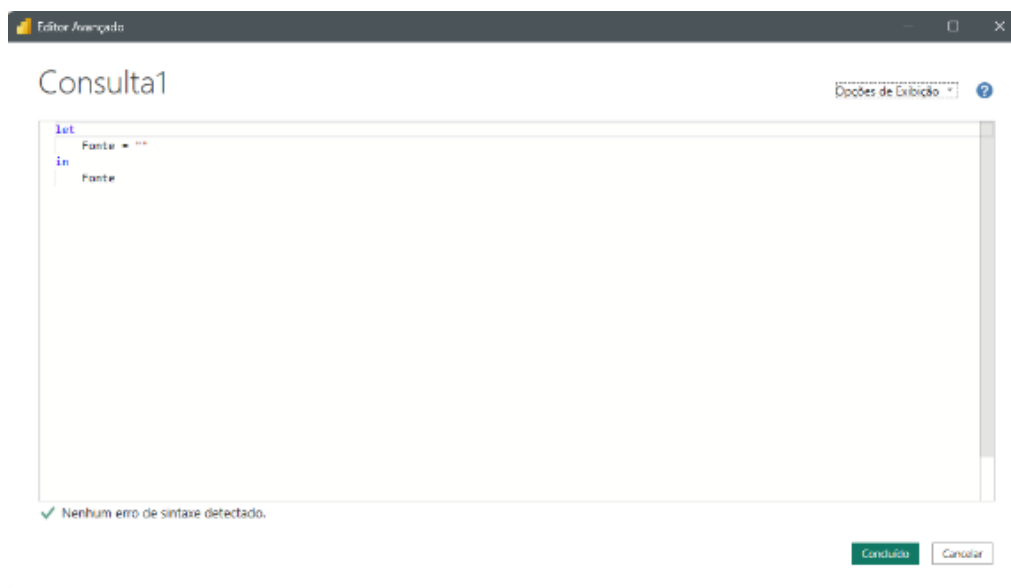 Editor Avançado
Consulta1
Opções de Exibição
let
Fonte = ""
in
Fonte
Nenhum erro de sintaxe detectado.
Concluído
Cancelar